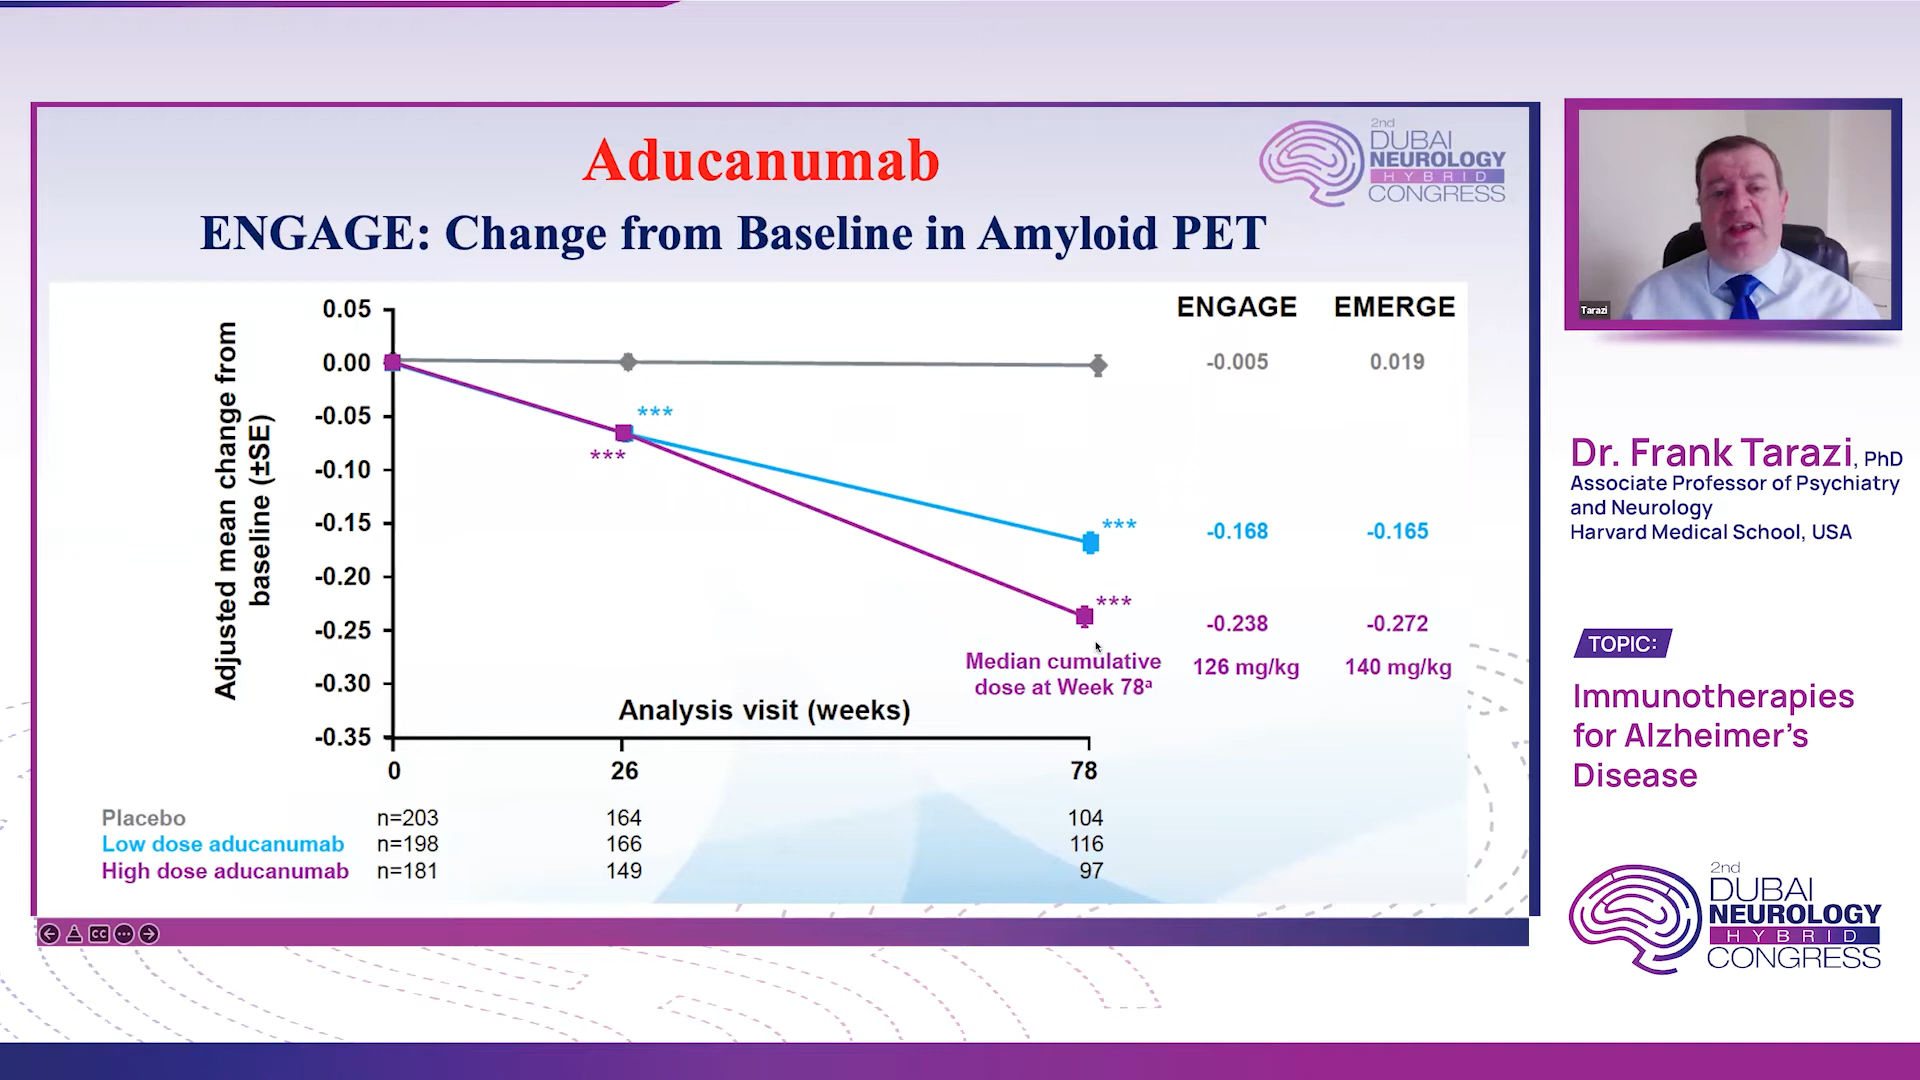 Aducanumab
ENGAGE: Change from Baseline in Amyloid PET
2nd
DUBAI
NEUROLOGY
HYBRID
CONGRESS
Adjusted mean change from
baseline (±SE)
0.05
0.00
-0.05
-0.10
-0.15
-0.20
-0.25
-0.30
-0.35
***
***
***
***
ENGAGE EMERGE
-0.005 0.019
-0.168 -0.165
-0.238 -0.272
Median cumulative
dose at Week 78ª
126 mg/kg 140 mg/kg
Analysis visit (weeks)
0 26 78
Placebo n=203 164 104
Low dose aducanumab n=198 166 116
High dose aducanumab n=181 149 97
CC
Tarazi
Dr. Frank Tarazi, PhD
Associate Professor of Psychiatry
and Neurology
Harvard Medical School, USA
TOPIC:
Immunotherapies
for Alzheimer's
Disease
2nd
DUBAI
NEUROLOGY
HYBRID
CONGRESS